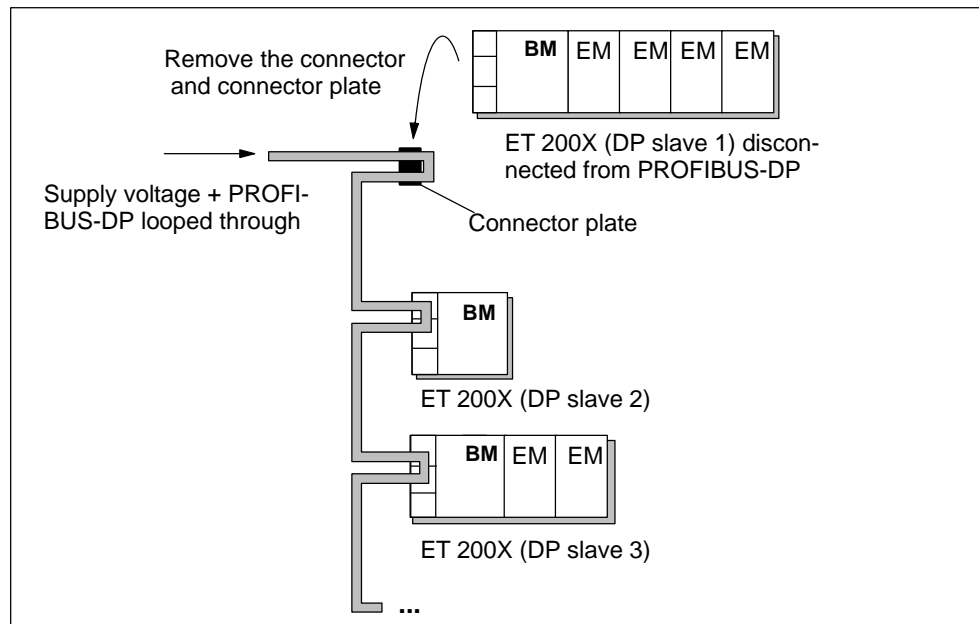 Remove the connector
and connector plate
BM EM EM EM EM
ET 200X (DP slave 1) discon-
nected from PROFIBUS-DP
Supply voltage + PROFI-
BUS-DP looped through
Connector plate
BM
ET 200X (DP slave 2)
BM EM EM
ET 200X (DP slave 3)
...